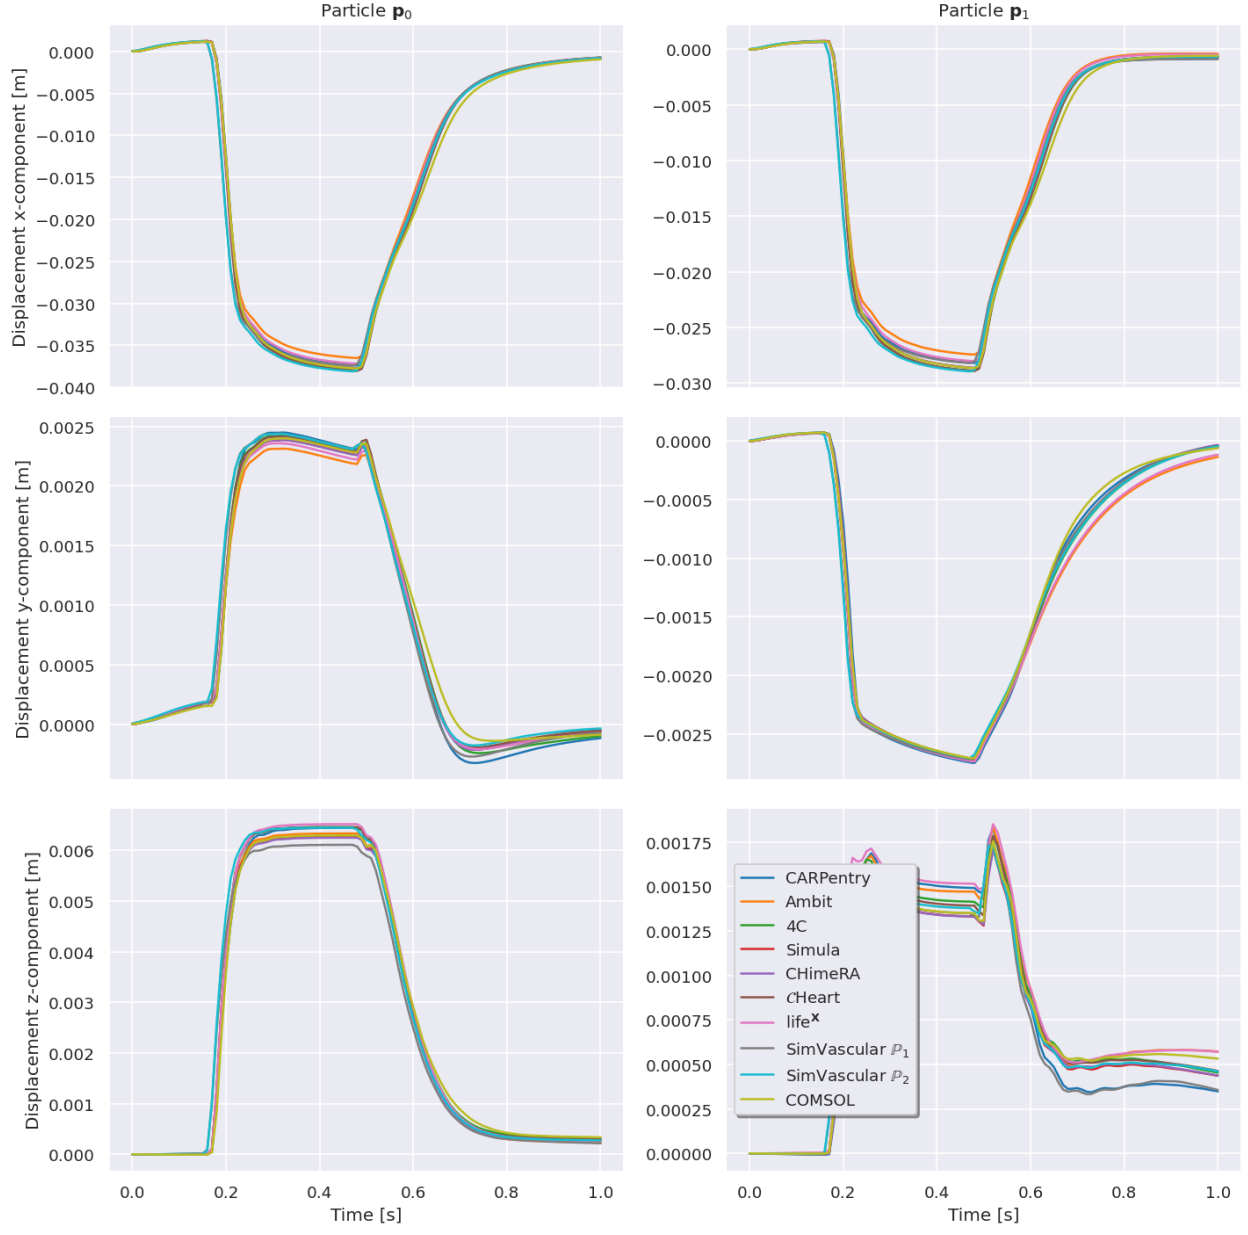 Particle p₀
Particle p₁
Displacement x-component [m]
0.000
−0.005
−0.010
−0.015
−0.020
−0.025
−0.030
−0.035
−0.040
0.000
−0.005
−0.010
−0.015
−0.020
−0.025
−0.030
Displacement y-component [m]
0.0025
0.0020
0.0015
0.0010
0.0005
0.0000
0.0000
−0.0005
−0.0010
−0.0015
−0.0020
−0.0025
Displacement z-component [m]
0.006
0.005
0.004
0.003
0.002
0.001
0.000
0.00175
0.00150
0.00125
0.00100
0.00075
0.00050
0.00025
0.00000
CARPentry
Ambit
4C
Simula
CHimeRA
𝒞Heart
lifeˣ
SimVascular ℙ₁
SimVascular ℙ₂
COMSOL
0.0 0.2 0.4 0.6 0.8 1.0
Time [s]
0.0 0.2 0.4 0.6 0.8 1.0
Time [s]